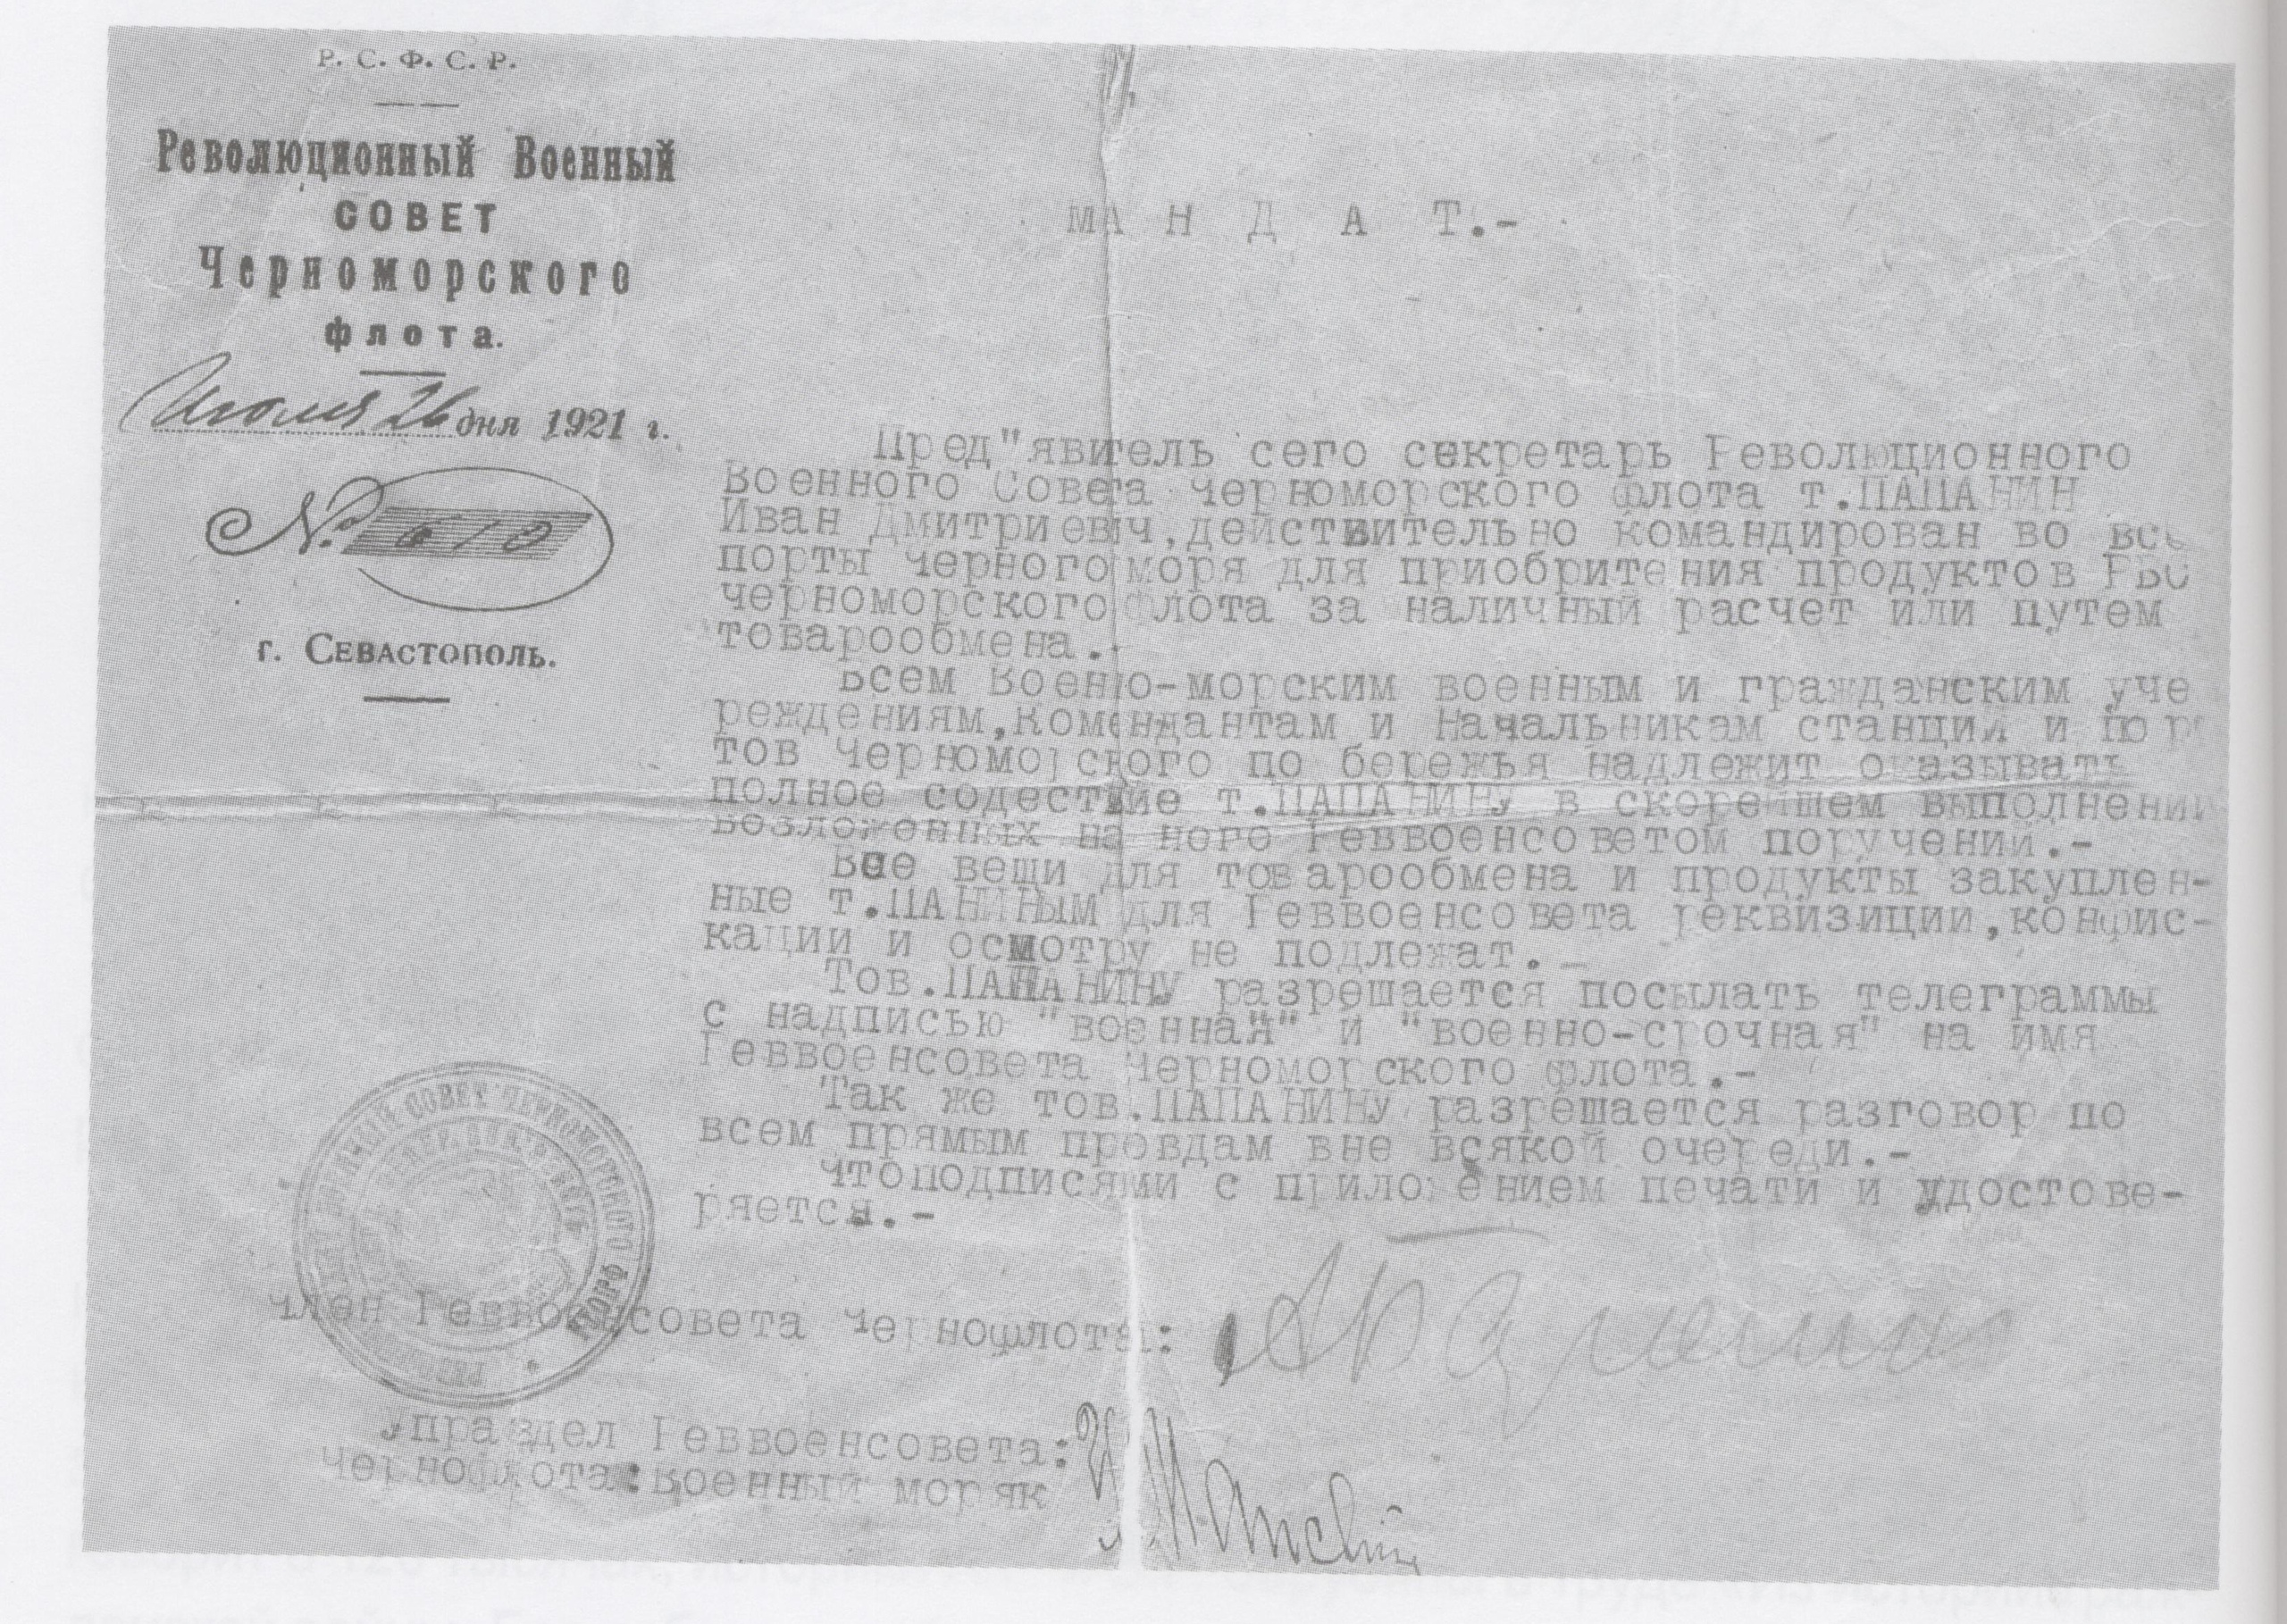 Р. С. Ф. С. Р.
Революционный Военный
СОВЕТ
Черноморского
флота.
Июля 26 дня 1921 г.
№
г. Севастополь.
М А Н Д А Т.-
Пред"явитель сего секретарь Революционного
Военного Совета Черноморского флота т.ПАПАНИН
Иван Дмитриевич, действительно командирован во все
порты Черного моря для приобритения продуктов РВС
Черноморского флота за наличный расчет или путем
товарообмена.-
Всем Военно-морским военным и гражданским уче
реждениям, комендантам и Начальникам станций и пор
тов Черноморского по бережья надлежит оказывать
полное содествие т.ПАПАНИНУ в скорейшем выполнении
возложенных на него Реввоенсоветом поручений.-
Все вещи для товарообмена и продукты закуплен-
ные т.ПАНИНЫМ для Реввоенсовета реквизиции, конфис-
кации и осмотру не подлежат.-
Тов.ПАПАНИНУ разрешается посылать телеграммы
с надписью "военная" и "военно-срочная" на имя
Реввоенсовета Черноморского флота.-
Так же тов.ПАПАНИНУ разрешается разговор по
всем прямым проводам вне всякой очереди.-
Чтоподписями с приложением печати и удостове-
ряется.-
СОВЕТ ЧЕРНОМОРСКОГО ФЛОТА
Член Реввоенсовета Чернофлота:
Управдел Реввоенсовета:
Чернофлота: Военный моряк